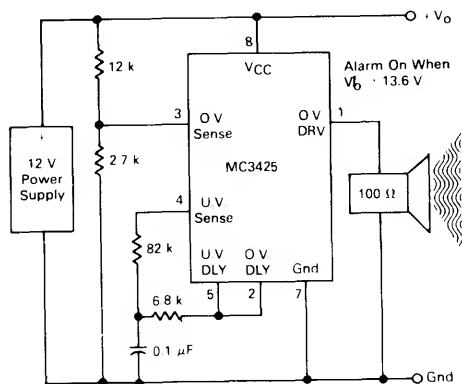 + Vo
8
VCC
Alarm On When
Vo · 13.6 V
12 k
3
O V
Sense
O V
DRV
1
+
12 V
Power
Supply
2 7 k
MC3425
4
U.V
Sense
100 Ω
82 k
U.V
DLY
O.V
DLY
Gnd
6.8 k
5
2
7
0.1 μF
Gnd